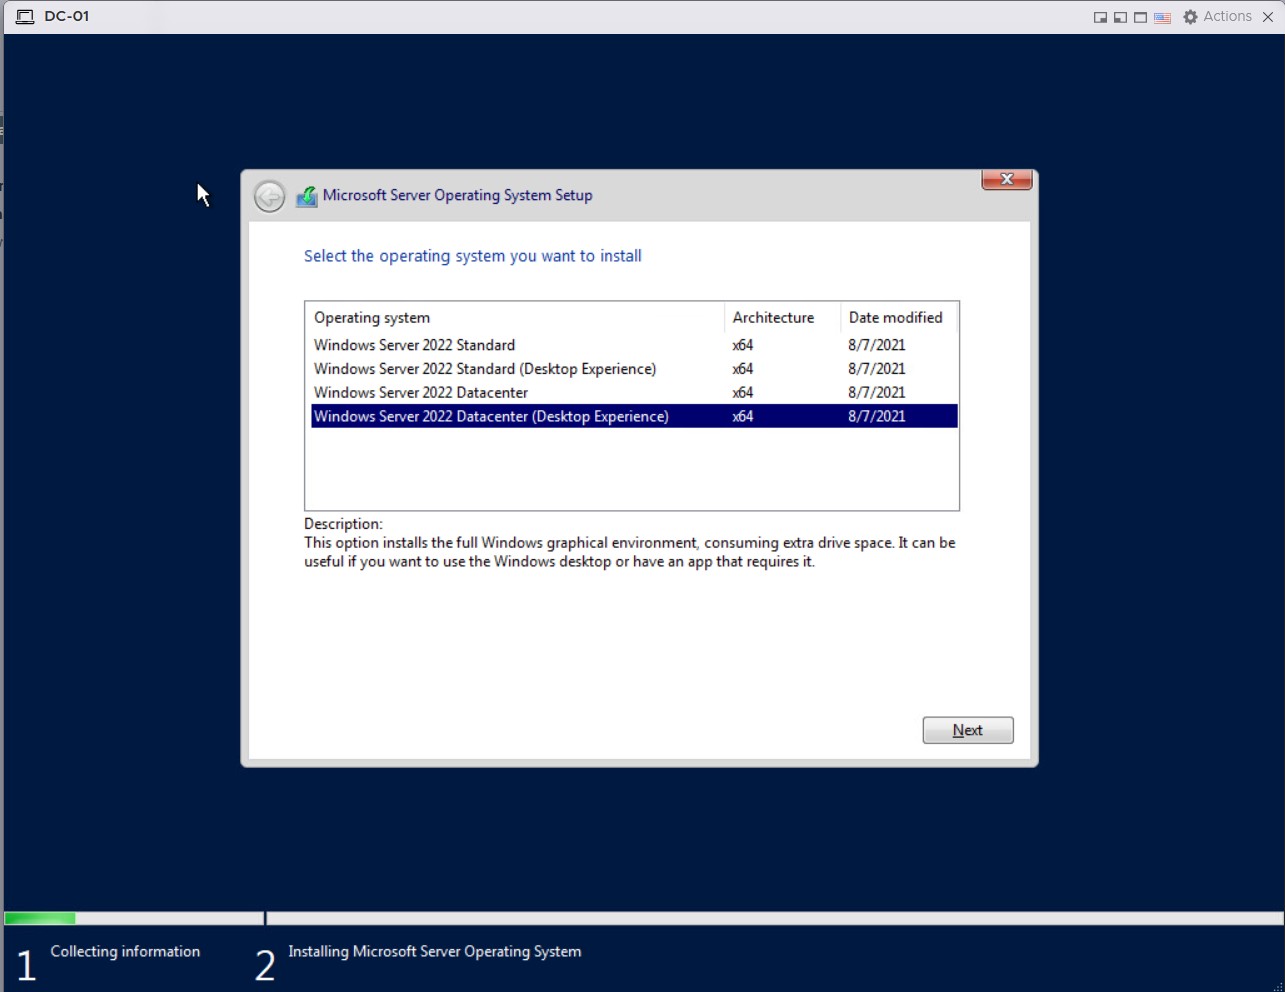 DC-01 Actions
Microsoft Server Operating System Setup
Select the operating system you want to install
Operating system Architecture Date modified
Windows Server 2022 Standard x64 8/7/2021
Windows Server 2022 Standard (Desktop Experience) x64 8/7/2021
Windows Server 2022 Datacenter x64 8/7/2021
Windows Server 2022 Datacenter (Desktop Experience) x64 8/7/2021
Description:
This option installs the full Windows graphical environment, consuming extra drive space. It can be
useful if you want to use the Windows desktop or have an app that requires it.
Next
1 Collecting information 2 Installing Microsoft Server Operating System